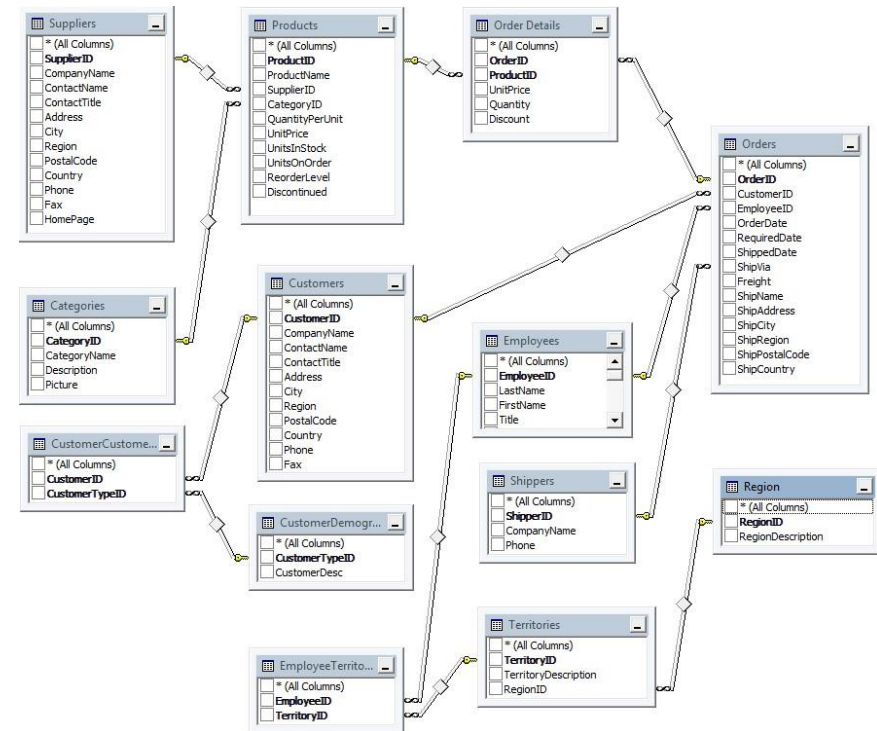 Suppliers
* (All Columns)
SupplierID
CompanyName
ContactName
ContactTitle
Address
City
Region
PostalCode
Country
Phone
Fax
HomePage
Products
* (All Columns)
ProductID
ProductName
SupplierID
CategoryID
QuantityPerUnit
UnitPrice
UnitsInStock
UnitsOnOrder
ReorderLevel
Discontinued
Order Details
* (All Columns)
OrderID
ProductID
UnitPrice
Quantity
Discount
Orders
* (All Columns)
OrderID
CustomerID
EmployeeID
OrderDate
RequiredDate
ShippedDate
ShipVia
Freight
ShipName
ShipAddress
ShipCity
ShipRegion
ShipPostalCode
ShipCountry
Categories
* (All Columns)
CategoryID
CategoryName
Description
Picture
Customers
* (All Columns)
CustomerID
CompanyName
ContactName
ContactTitle
Address
City
Region
PostalCode
Country
Phone
Fax
Employees
* (All Columns)
EmployeeID
LastName
FirstName
Title
CustomerCustome...
* (All Columns)
CustomerID
CustomerTypeID
CustomerDemogr...
* (All Columns)
CustomerTypeID
CustomerDesc
Shippers
* (All Columns)
ShipperID
CompanyName
Phone
Region
* (All Columns)
RegionID
RegionDescription
Territories
* (All Columns)
TerritoryID
TerritoryDescription
RegionID
EmployeeTerrito...
* (All Columns)
EmployeeID
TerritoryID